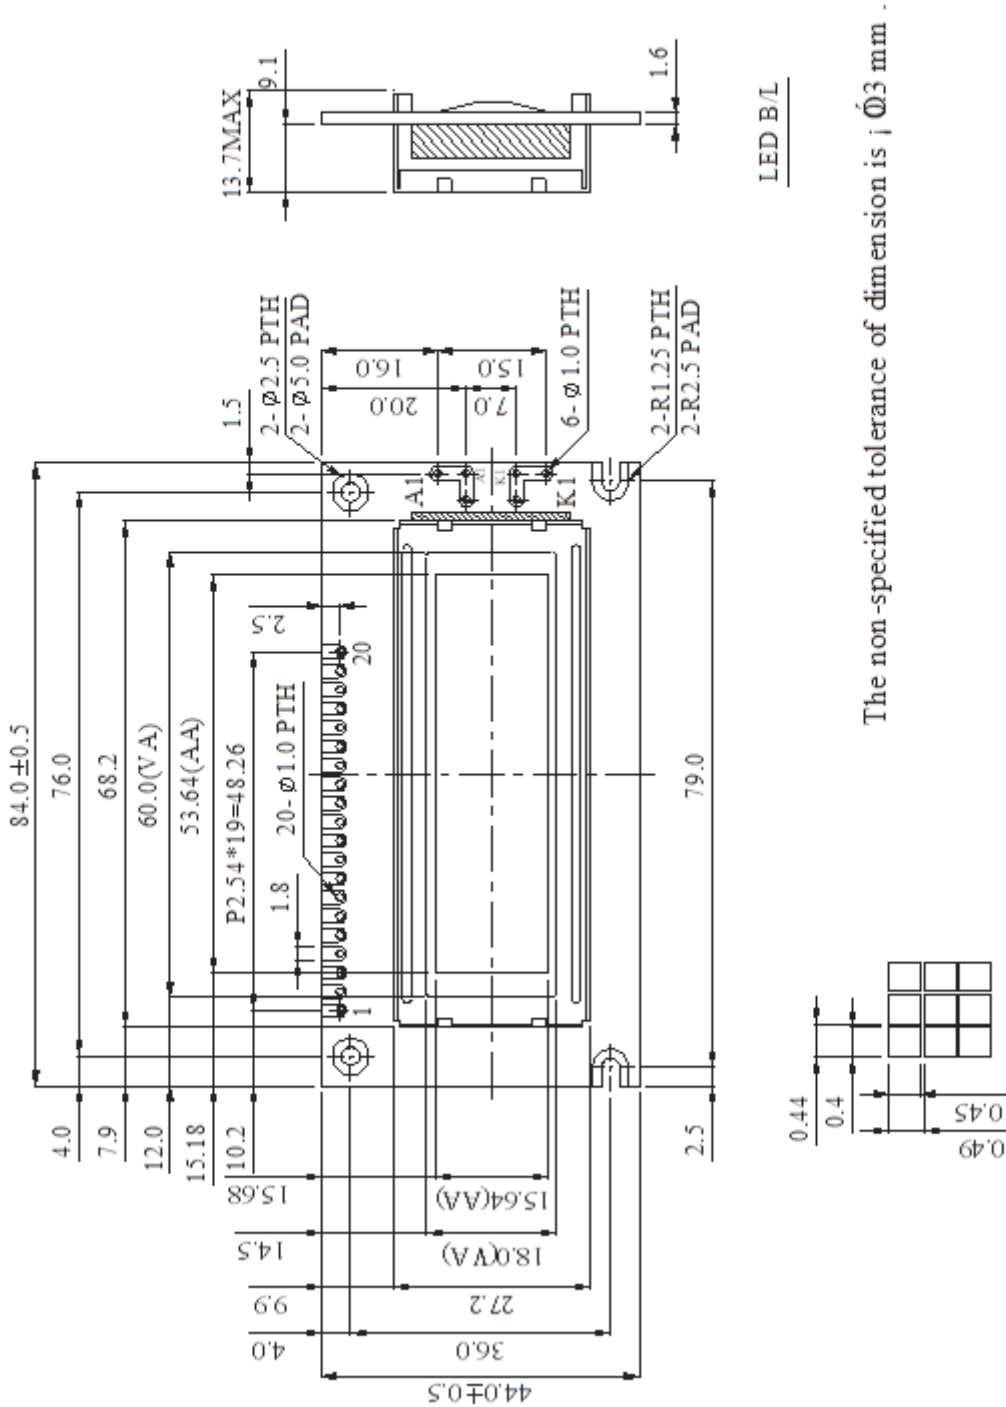 84.0±0.5
76.0
68.2
60.0(VA)
53.64(AA)
P2.54*19=48.26
1.8
20-Ø1.0 PTH
2.5
1
20
1.5
2-Ø2.5 PTH
2-Ø5.0 PAD
16.0
20.0
15.0
7.0
A1
A1
K1
K1
6-Ø1.0 PTH
2-R1.25 PTH
2-R2.5 PAD
79.0
2.5
4.0
7.9
12.0
15.18
10.2
15.68
15.64(AA)
14.5
18.0(VA)
9.9
27.2
4.0
36.0
44.0±0.5
13.7MAX
9.1
1.6
LED B/L
0.44
0.4
0.45
0.49
The non-specified tolerance of dimension is mm .